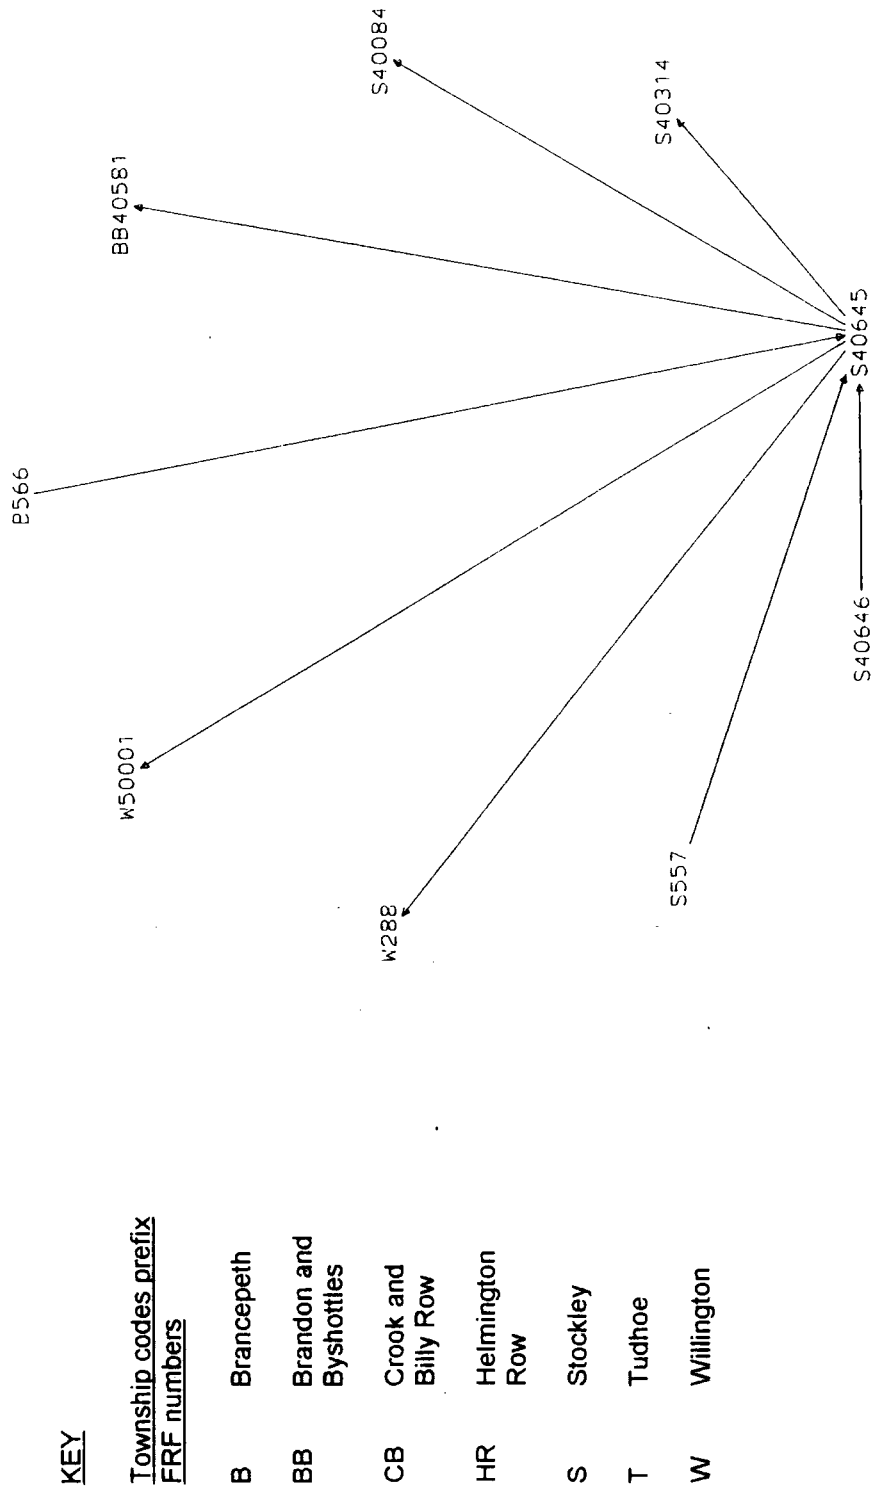 KEY
Township codes prefix
FRF numbers
B Brancepeth
BB Brandon and
Byshottles
CB Crook and
Billy Row
HR Helmington
Row
S Stockley
T Tudhoe
W Willington
B566
W50001
BB40581
W288
S40084
S557
S40314
S40646
S40645